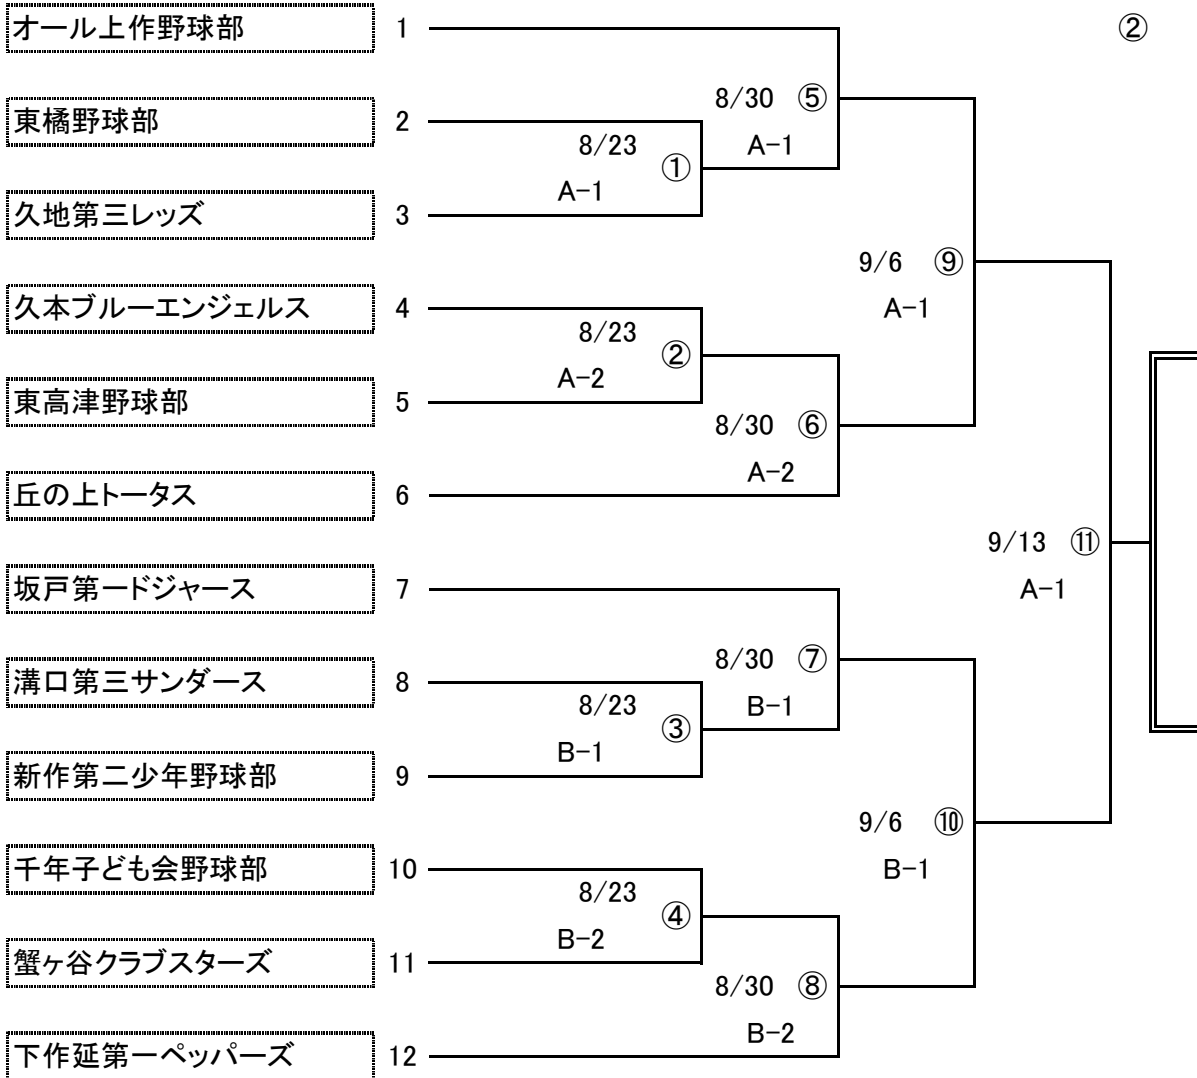 オール上作野球部 1 ②
8/30 ⑤
東橘野球部 2
8/23 A-1
①
A-1
久地第三レッズ 3
9/6 ⑨
久本ブルーエンジェルス 4 A-1
8/23
②
A-2
東高津野球部 5
8/30 ⑥
A-2
丘の上トータス 6
9/13 ⑪
坂戸第一ドジャース 7 A-1
8/30 ⑦
溝口第三サンダース 8
8/23 B-1
③
B-1
新作第二少年野球部 9
9/6 ⑩
千年子ども会野球部 10 B-1
8/23
④
B-2
蟹ヶ谷クラブスターズ 11
8/30 ⑧
B-2
下作延第一ペッパーズ 12